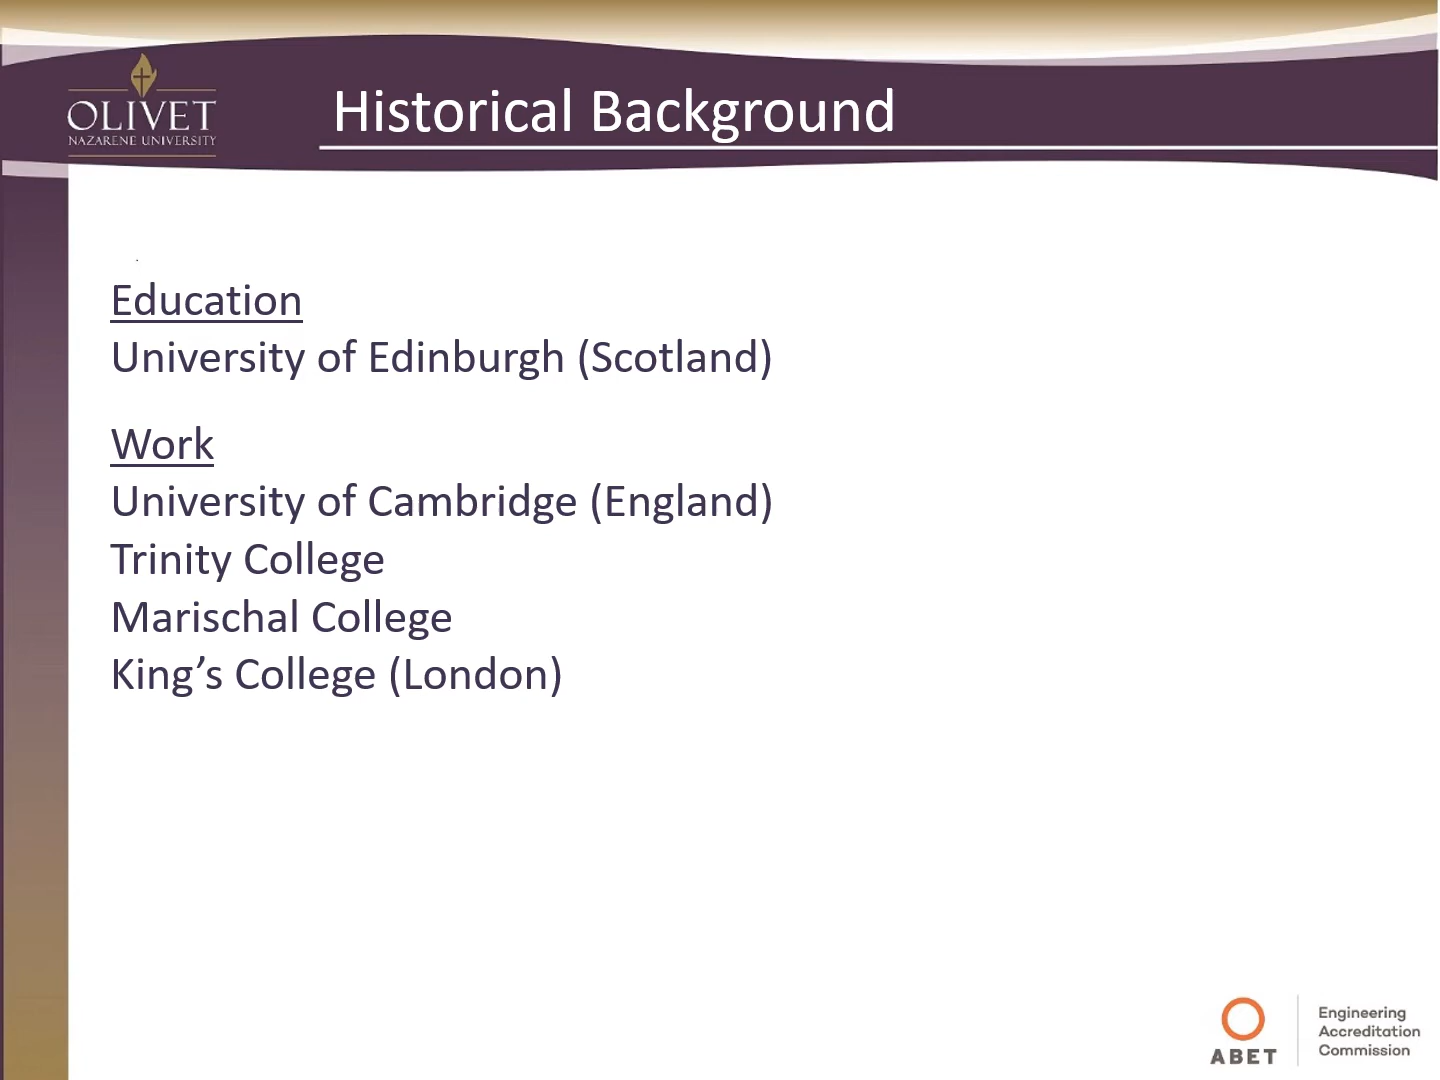 OLIVET
NAZARENE UNIVERSITY
Historical Background
Education
University of Edinburgh (Scotland)
Work
University of Cambridge (England)
Trinity College
Marischal College
King’s College (London)
ABET
Engineering
Accreditation
Commission